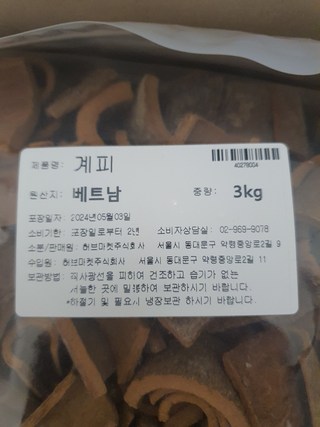 제품명: 계피
A0276004
원산지: 베트남 중량: 3kg
포장일자: 2024년05월03일
소비기한: 포장일로부터 2년 소비자상담실: 02-969-9078
소분/판매원: 허브마켓주식회사 서울시 동대문구 약령중앙로2길 9
수입원: 허브마켓주식회사 서울시 동대문구 약령중앙로2길 11
보관방법: 직사광선을 피하여 건조하고 습기가 없는
서늘한 곳에 밀봉하여 보관하시기 바랍니다.
*하절기 및 필요시 냉장보관 하시기 바랍니다.